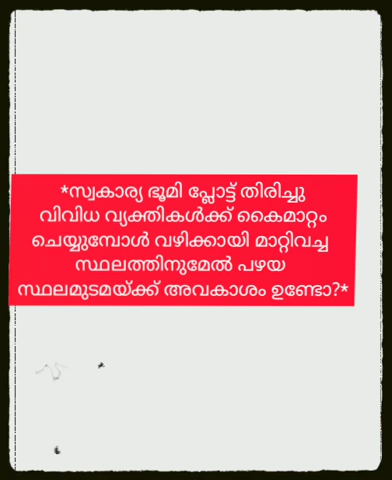 *സ്വകാര്യ ഭൂമി പ്ലോട്ട് തിരിച്ചു
വിവിധ വ്യക്തികൾക്ക് കൈമാറ്റം
ചെയ്യുമ്പോൾ വഴിക്കായി മാറ്റിവച്ച
സ്ഥലത്തിനുമേൽ പഴയ
സ്ഥലമുടമയ്ക്ക് അവകാശം ഉണ്ടോ?*